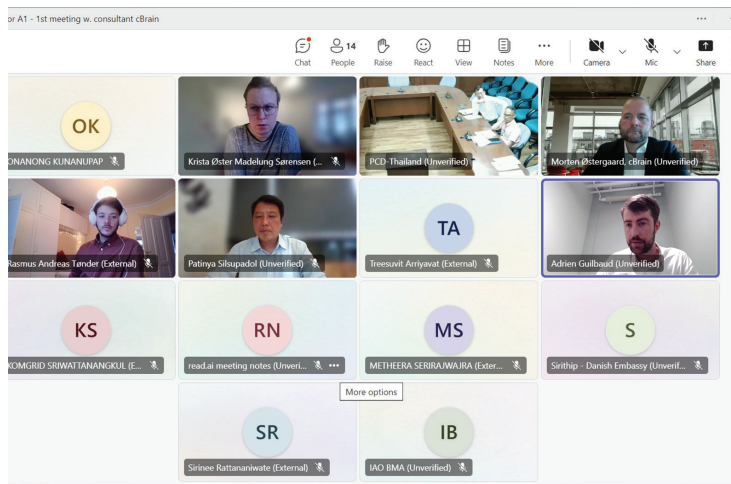 or A1 - 1st meeting w. consultant cBrain
14
Chat People Raise React View Notes More Camera Mic Share
OK
ONANONG KUNANUPAP
Krista Øster Madelung Sørensen (...
PCD-Thailand (Unverified)
Morten Østergaard, cBrain (Unverified)
Rasmus Andreas Tønder (External)
Patinya Silsupadol (Unverified)
TA
Treesuvit Arriyavat (External)
Adrien Guilbaud (Unverified)
KS
KOMGRID SRIWATTANANGKUL (E...
RN
read.ai meeting notes (Unveri...
MS
METHEERA SERIRAJWAJRA (Exter...
S
Sirithip - Danish Embassy (Unverif...
More options
SR
Sirinee Rattananiwate (External)
IB
IAO BMA (Unverified)